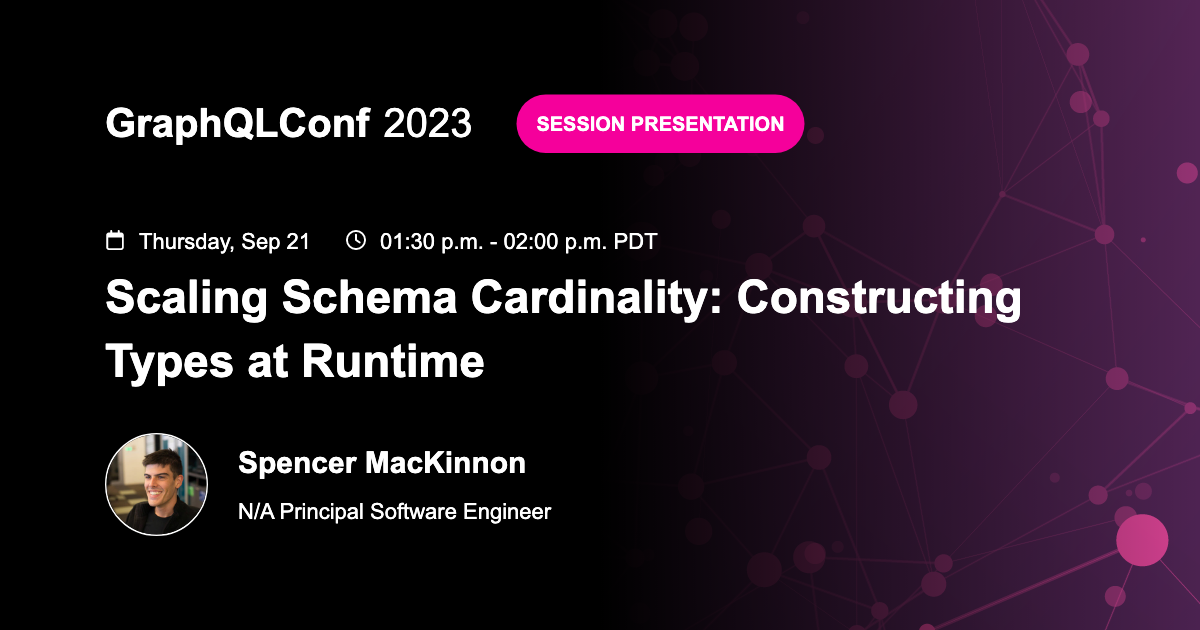 GraphQLConf 2023
SESSION PRESENTATION
Thursday, Sep 21
01:30 p.m. - 02:00 p.m. PDT
Scaling Schema Cardinality: Constructing
Types at Runtime
Spencer MacKinnon
N/A Principal Software Engineer